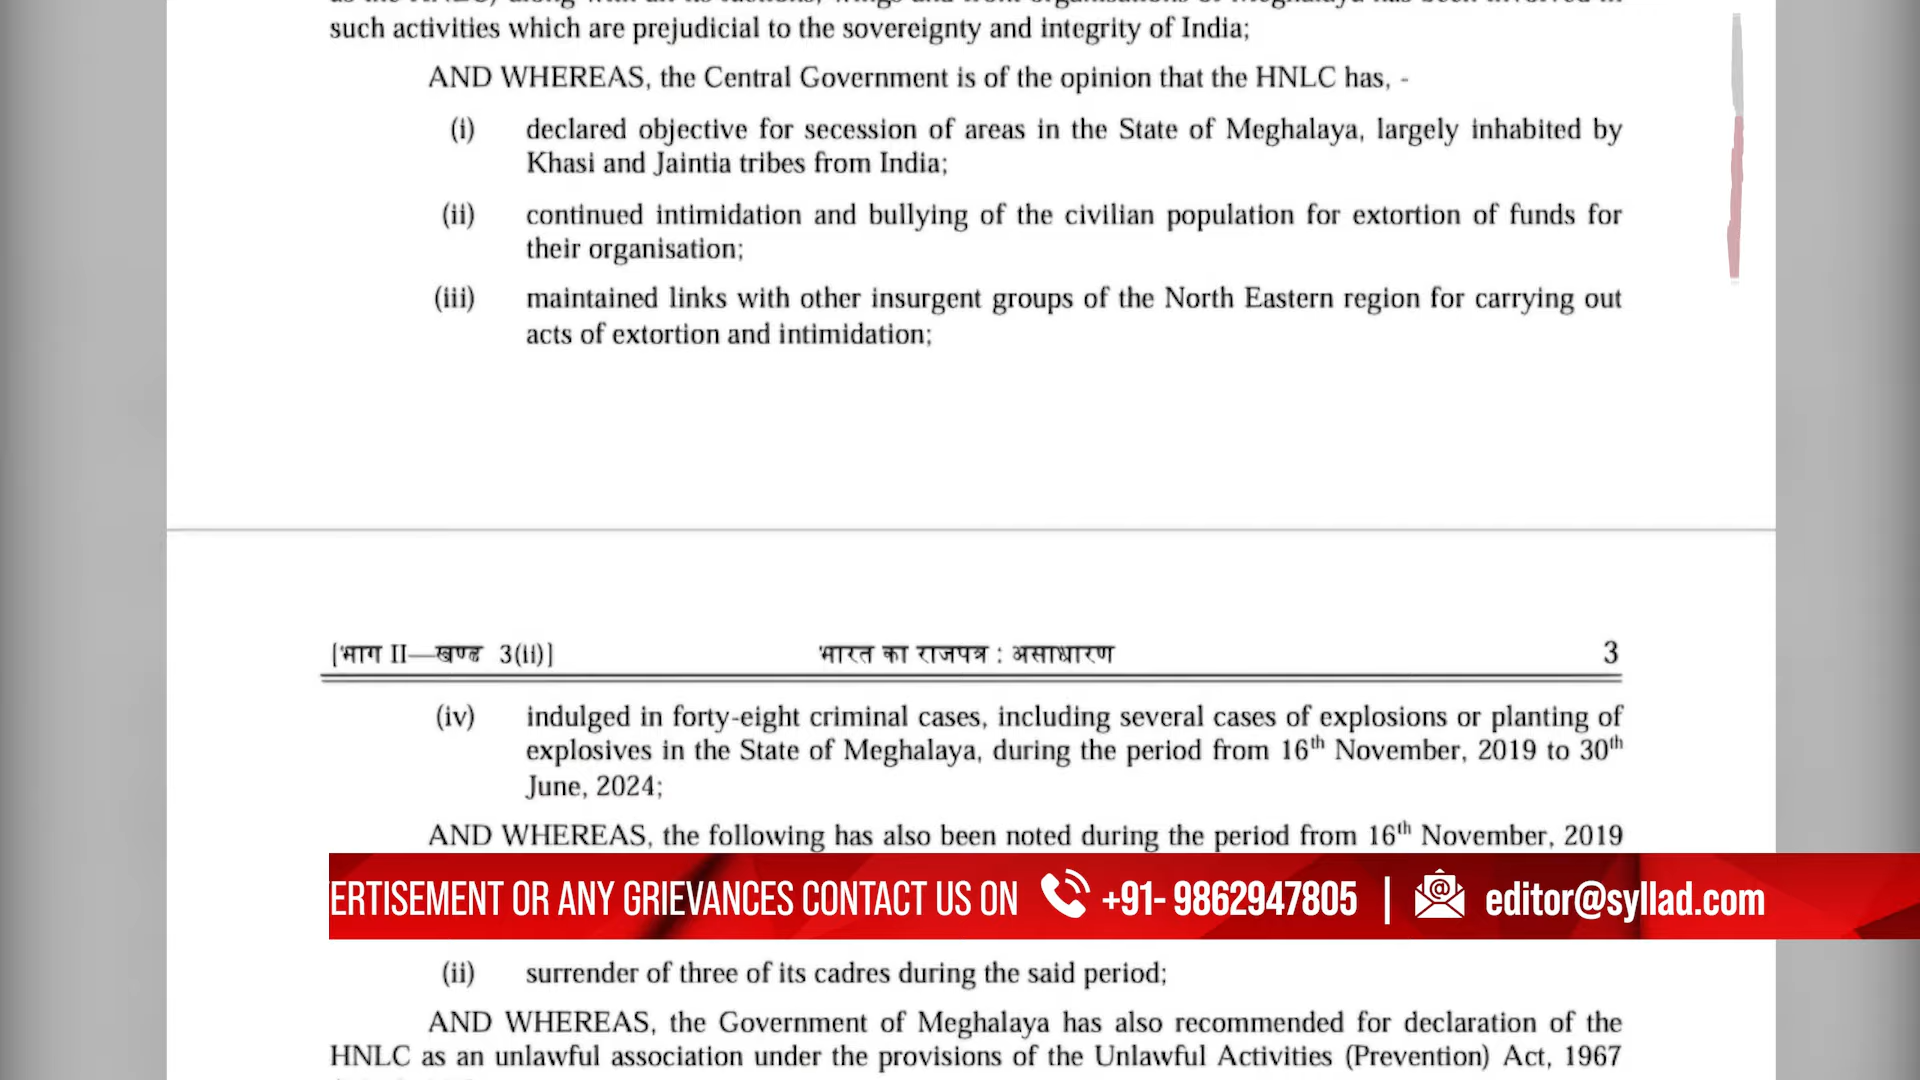 such activities which are prejudicial to the sovereignty and integrity of India;
AND WHEREAS, the Central Government is of the opinion that the HNLC has, -
(i) declared objective for secession of areas in the State of Meghalaya, largely inhabited by
Khasi and Jaintia tribes from India;
(ii) continued intimidation and bullying of the civilian population for extortion of funds for
their organisation;
(iii) maintained links with other insurgent groups of the North Eastern region for carrying out
acts of extortion and intimidation;
[भाग II—खण्ड 3(ii)] भारत का राजपत्र : असाधारण 3
(iv) indulged in forty-eight criminal cases, including several cases of explosions or planting of
explosives in the State of Meghalaya, during the period from 16th November, 2019 to 30th
June, 2024;
AND WHEREAS, the following has also been noted during the period from 16th November, 2019
ERTISEMENT OR ANY GRIEVANCES CONTACT US ON +91- 9862947805 | editor@syllad.com
(ii) surrender of three of its cadres during the said period;
AND WHEREAS, the Government of Meghalaya has also recommended for declaration of the
HNLC as an unlawful association under the provisions of the Unlawful Activities (Prevention) Act, 1967